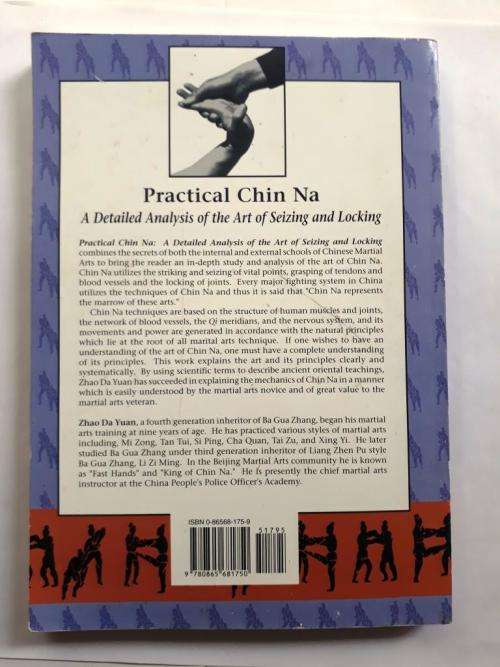 Practical Chin Na
A Detailed Analysis of the Art of Seizing and Locking
Practical Chin Na: A Detailed Analysis of the Art of Seizing and Locking
combines the secrets of both the internal and external schools of Chinese Martial
Arts to bring the reader an in-depth study and analysis of the art of Chin Na.
Chin Na utilizes the striking and seizing of vital points, grasping of tendons and
blood vessels and the locking of joints. Every major fighting system in China
utilizes the techniques of Chin Na and thus it is said that "Chin Na represents
the marrow of these arts."
Chin Na techniques are based on the structure of human muscles and joints,
the network of blood vessels, the Qi meridians, and the nervous system, and its
movements and power are generated in accordance with the natural principles
which lie at the root of all marital arts technique. If one wishes to have an
understanding of the art of Chin Na, one must have a complete understanding
of its principles. This work explains the art and its principles clearly and
systematically. By using scientific terms to describe ancient oriental teachings,
Zhao Da Yuan has succeeded in explaining the mechanics of Chin Na in a manner
which is easily understood by the martial arts novice and of great value to the
martial arts veteran.
Zhao Da Yuan, a fourth generation inheritor of Ba Gua Zhang, began his martial
arts training at nine years of age. He has practiced various styles of martial arts
including, Mi Zong, Tan Tui, Si Ping, Cha Quan, Tai Zu, and Xing Yi. He later
studied Ba Gua Zhang under third generation inheritor of Liang Zhen Pu style
Ba Gua Zhang, Li Zi Ming. In the Beijing Martial Arts community he is known
as "Fast Hands" and "King of Chin Na." He is presently the chief martial arts
instructor at the China People's Police Officer's Academy.
ISBN 0-86568-175-9
51795
9 780865 681750